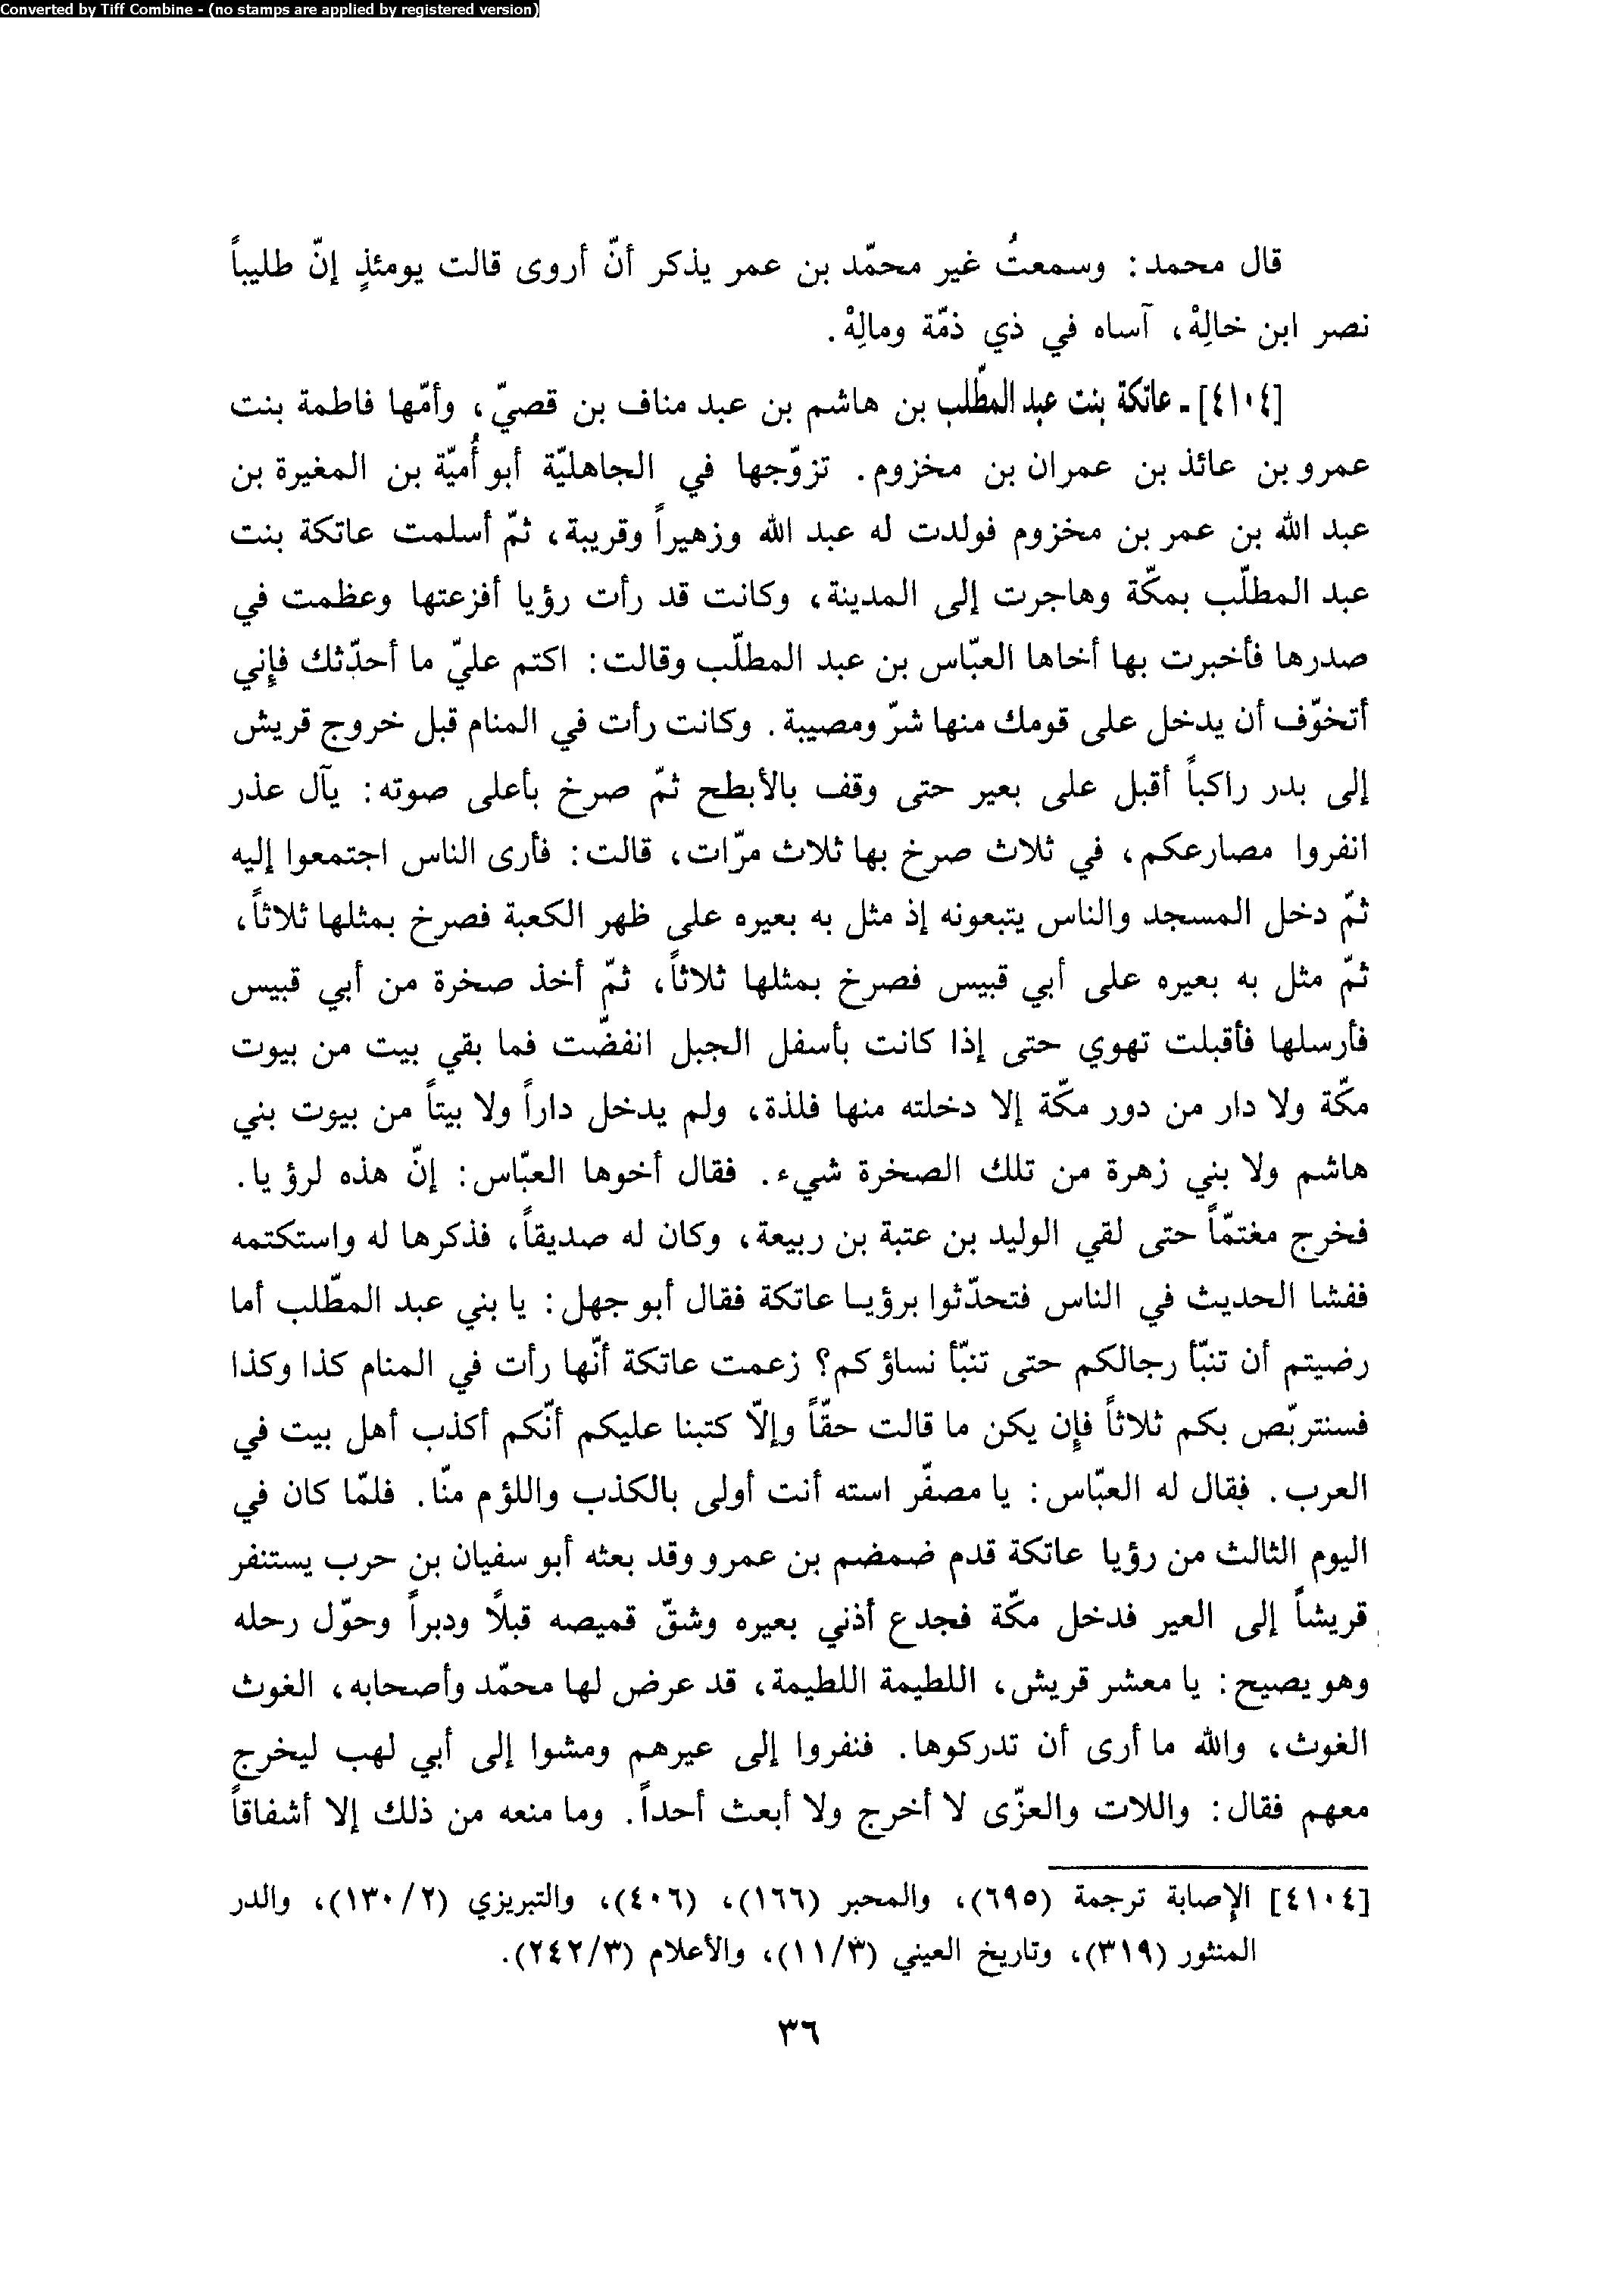 Converted by Tiff Combine - (no stamps are applied by registered version)
قال محمد: وسمعتُ غير محمّد بن عمر يذكر أنّ أروى قالت يومئذٍ إنّ طليباً
نصر ابن خالِهْ، آساه في ذي ذمّة ومالِهْ.
[٤١٠٤] ـ عاتكة بنت عبد المطّلب بن هاشم بن عبد مناف بن قصيّ، وأمّها فاطمة بنت
عمرو بن عائذ بن عمران بن مخزوم. تزوّجها في الجاهليّة أبو أُميّة بن المغيرة بن
عبد الله بن عمر بن مخزوم فولدت له عبد الله وزهيراً وقريبة، ثمّ أسلمت عاتكة بنت
عبد المطلّب بمكّة وهاجرت إلى المدينة، وكانت قد رأت رؤيا أفزعتها وعظمت في
صدرها فأخبرت بها أخاها العبّاس بن عبد المطلّب وقالت: اكتم عليّ ما أحدّثك فإني
أتخوّف أن يدخل على قومك منها شرّ ومصيبة. وكانت رأت في المنام قبل خروج قريش
إلى بدر راكباً أقبل على بعير حتى وقف بالأبطح ثمّ صرخ بأعلى صوته: يآل عذر
انفروا مصارعكم، في ثلاث صرخ بها ثلاث مرّات، قالت: فأرى الناس اجتمعوا إليه
ثمّ دخل المسجد والناس يتبعونه إذ مثل به بعيره على ظهر الكعبة فصرخ بمثلها ثلاثاً،
ثمّ مثل به بعيره على أبي قبيس فصرخ بمثلها ثلاثاً، ثمّ أخذ صخرة من أبي قبيس
فأرسلها فأقبلت تهوي حتى إذا كانت بأسفل الجبل انفضّت فما بقي بيت من بيوت
مكّة ولا دار من دور مكّة إلا دخلته منها فلذة، ولم يدخل داراً ولا بيتاً من بيوت بني
هاشم ولا بني زهرة من تلك الصخرة شيء. فقال أخوها العبّاس: إنّ هذه لرؤيا.
فخرج مغتمّاً حتى لقي الوليد بن عتبة بن ربيعة، وكان له صديقاً، فذكرها له واستكتمه
ففشا الحديث في الناس فتحدّثوا برؤيا عاتكة فقال أبو جهل: يا بني عبد المطّلب أما
رضيتم أن تنبّأ رجالكم حتى تنبّأ نساؤكم؟ زعمت عاتكة أنّها رأت في المنام كذا وكذا
فسنتربّص بكم ثلاثاً فإن يكن ما قالت حقّاً وإلاّ كتبنا عليكم أنّكم أكذب أهل بيت في
العرب. فقال له العبّاس: يا مصفّر استه أنت أولى بالكذب واللؤم منّا. فلمّا كان في
اليوم الثالث من رؤيا عاتكة قدم ضمضم بن عمرو وقد بعثه أبو سفيان بن حرب يستنفر
قريشاً إلى العير فدخل مكّة فجدع أذني بعيره وشقّ قميصه قبلاً ودبراً وحوّل رحله
وهو يصيح: يا معشر قريش، اللطيمة اللطيمة، قد عرض لها محمّد وأصحابه، الغوث
الغوث، والله ما أرى أن تدركوها. فنفروا إلى عيرهم ومشوا إلى أبي لهب ليخرج
معهم فقال: واللات والعزّى لا أخرج ولا أبعث أحداً. وما منعه من ذلك إلا أشفاقاً
[٤١٠٤] الإصابة ترجمة (٦٩٥)، والمحبر (١٦٦)، (٤٠٦)، والتبريزي (١٣٠/٢)، والدر
المنثور (٣١٩)، وتاريخ العيني (١١/٣)، والأعلام (٢٤٢/٣).
٣٦